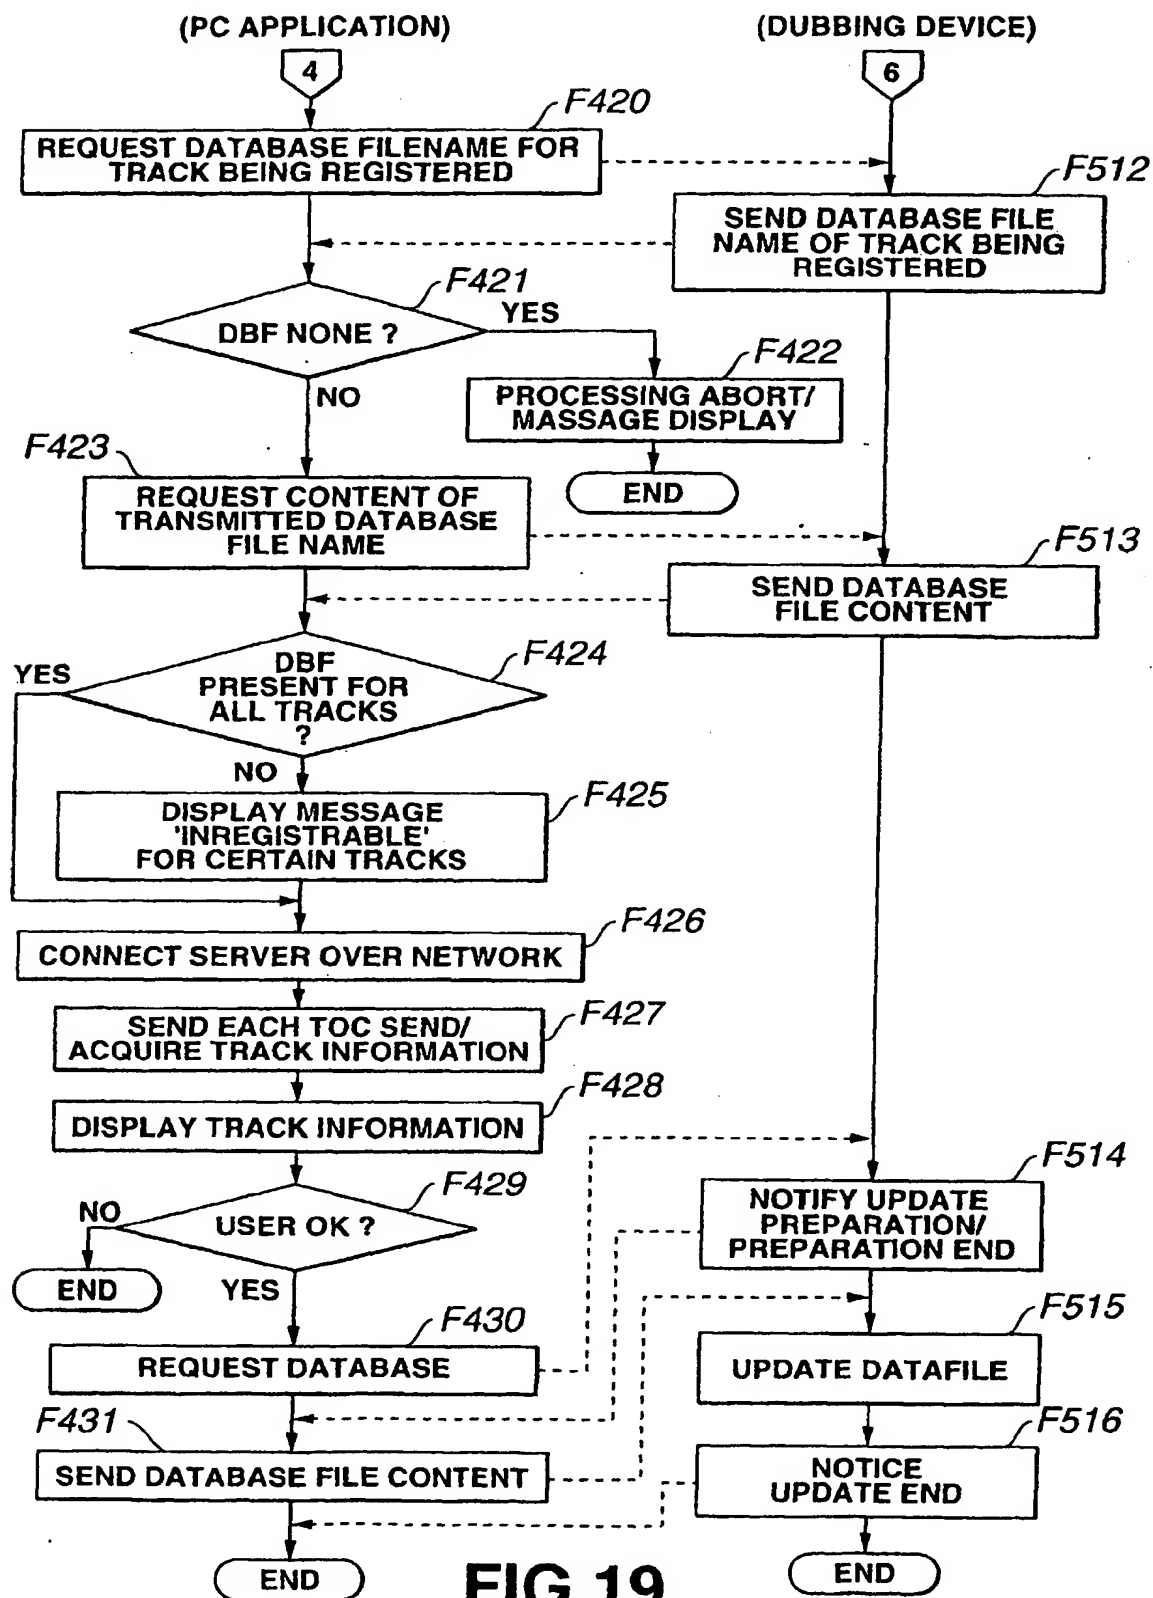 (PC APPLICATION)
(DUBBING DEVICE)
4
6
F420
REQUEST DATABASE FILENAME FOR
TRACK BEING REGISTERED
F512
SEND DATABASE FILE
NAME OF TRACK BEING
REGISTERED
F421
DBF NONE ?
YES
NO
F422
PROCESSING ABORT/
MASSAGE DISPLAY
END
F423
REQUEST CONTENT OF
TRANSMITTED DATABASE
FILE NAME
F513
SEND DATABASE
FILE CONTENT
F424
YES
DBF
PRESENT FOR
ALL TRACKS
?
NO
F425
DISPLAY MESSAGE
'INREGISTRABLE'
FOR CERTAIN TRACKS
F426
CONNECT SERVER OVER NETWORK
F427
SEND EACH TOC SEND/
ACQUIRE TRACK INFORMATION
F428
DISPLAY TRACK INFORMATION
F514
NOTIFY UPDATE
PREPARATION/
PREPARATION END
F429
NO
USER OK ?
END
YES
F430
REQUEST DATABASE
F515
UPDATE DATAFILE
F431
SEND DATABASE FILE CONTENT
F516
NOTICE
UPDATE END
END
END
FIG.19